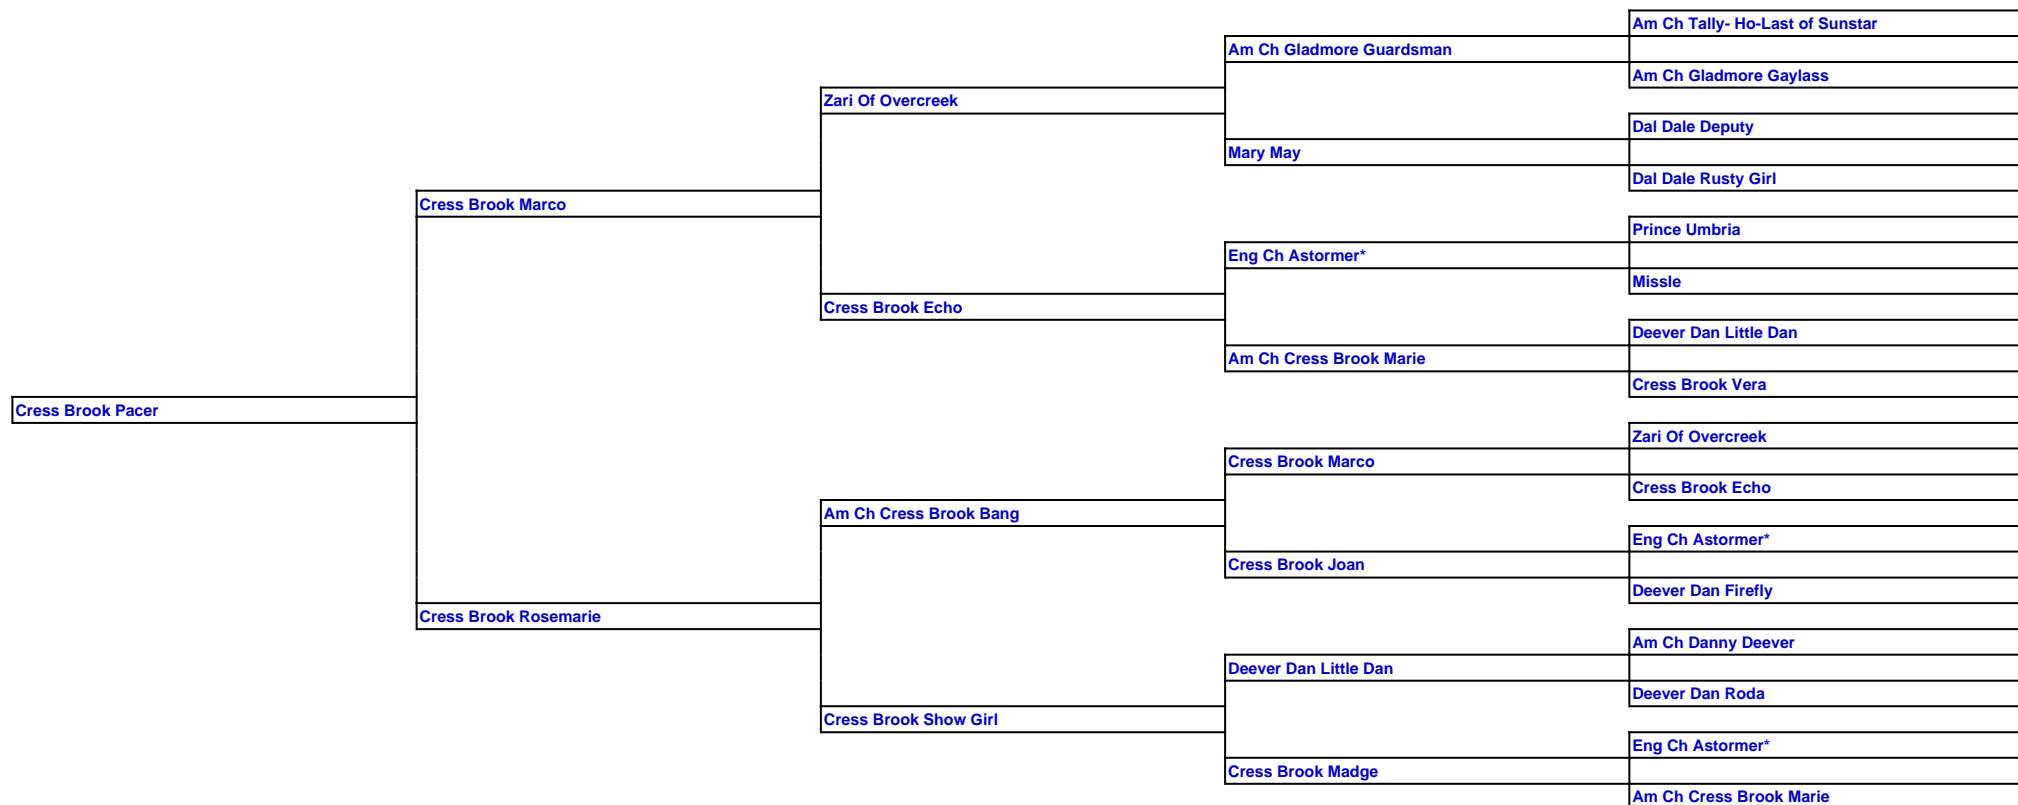 Am Ch Tally- Ho-Last of Sunstar
Am Ch Gladmore Guardsman
Am Ch Gladmore Gaylass
Zari Of Overcreek
Dal Dale Deputy
Mary May
Dal Dale Rusty Girl
Cress Brook Marco
Prince Umbria
Eng Ch Astormer*
Missle
Cress Brook Echo
Deever Dan Little Dan
Am Ch Cress Brook Marie
Cress Brook Vera
Cress Brook Pacer
Zari Of Overcreek
Cress Brook Marco
Cress Brook Echo
Am Ch Cress Brook Bang
Eng Ch Astormer*
Cress Brook Joan
Deever Dan Firefly
Cress Brook Rosemarie
Am Ch Danny Deever
Deever Dan Little Dan
Deever Dan Roda
Cress Brook Show Girl
Eng Ch Astormer*
Cress Brook Madge
Am Ch Cress Brook Marie